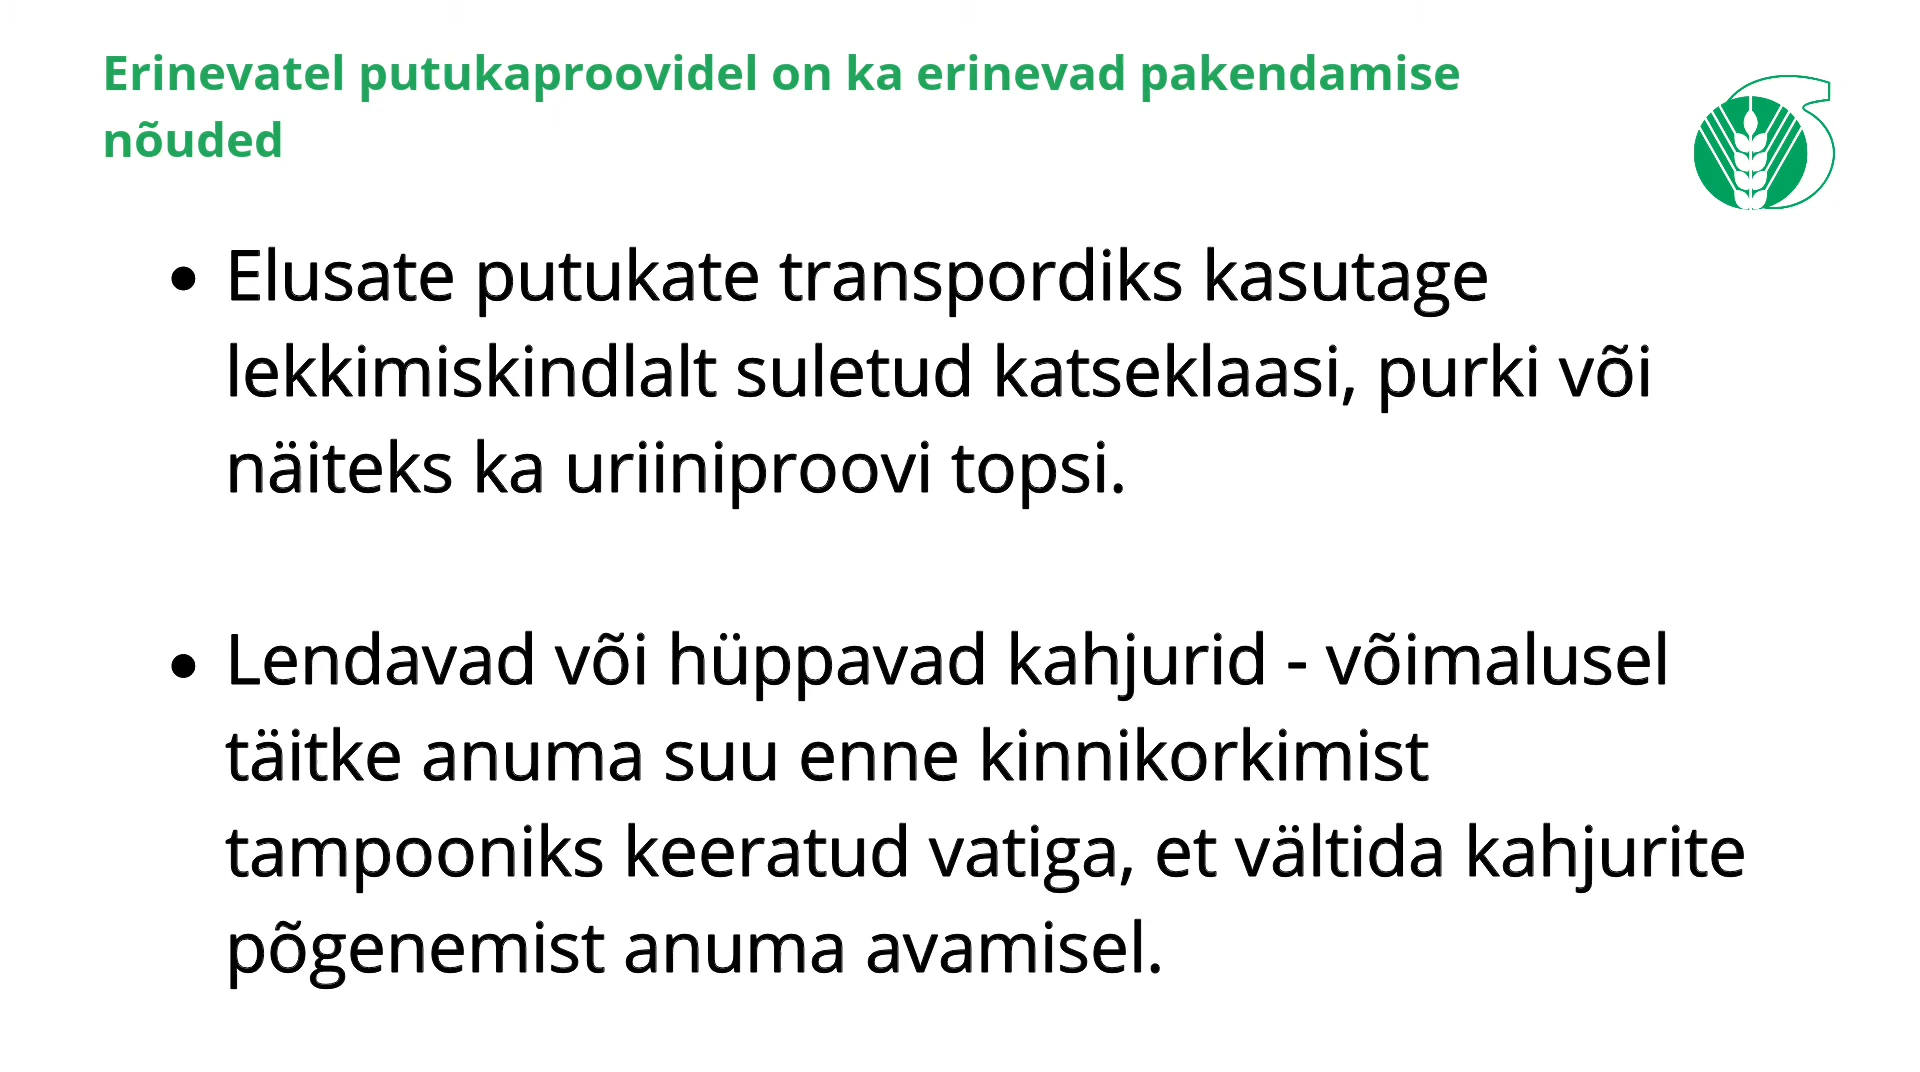 Erinevatel putukaproovidel on ka erinevad pakendamise
nõuded
• Elusate putukate transpordiks kasutage
lekkimiskindlalt suletud katseklaasi, purki või
näiteks ka uriiniproovi topsi.
• Lendavad või hüppavad kahjurid - võimalusel
täitke anuma suu enne kinnikorkimist
tampooniks keeratud vatiga, et vältida kahjurite
põgenemist anuma avamisel.